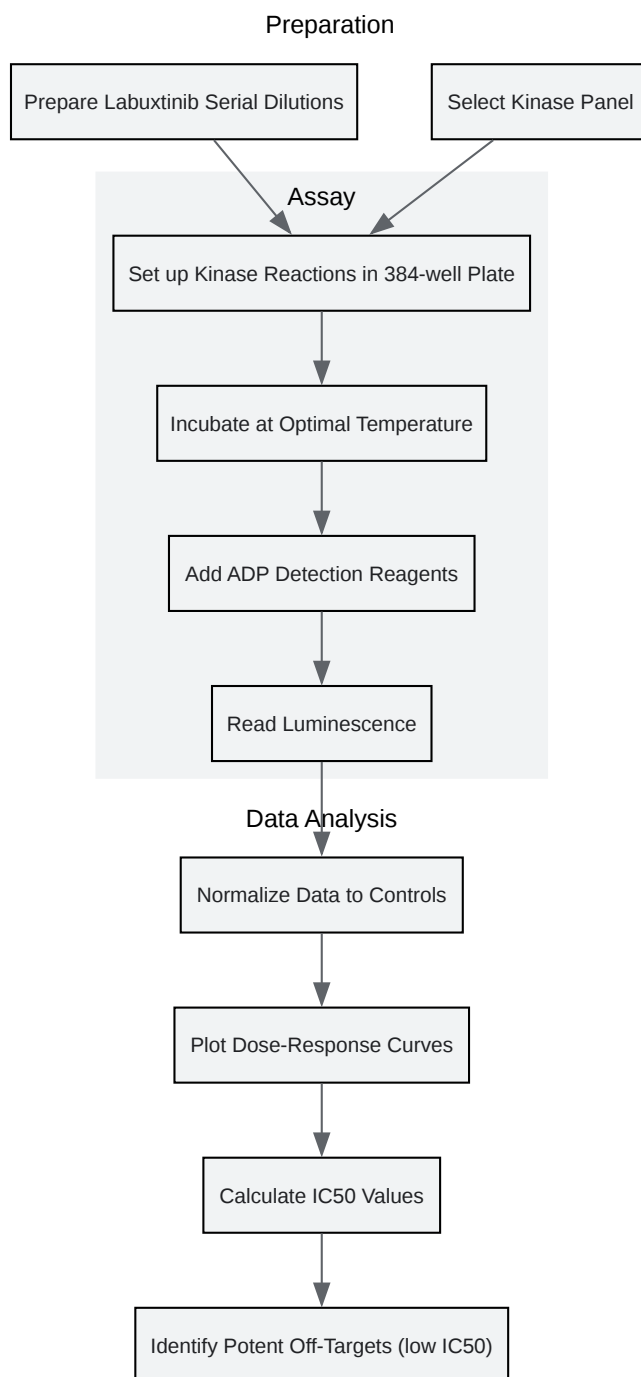 Preparation
Prepare Labuxtinib Serial Dilutions
Select Kinase Panel
Assay
Set up Kinase Reactions in 384-well Plate
Incubate at Optimal Temperature
Add ADP Detection Reagents
Read Luminescence
Data Analysis
Normalize Data to Controls
Plot Dose-Response Curves
Calculate IC50 Values
Identify Potent Off-Targets (low IC50)